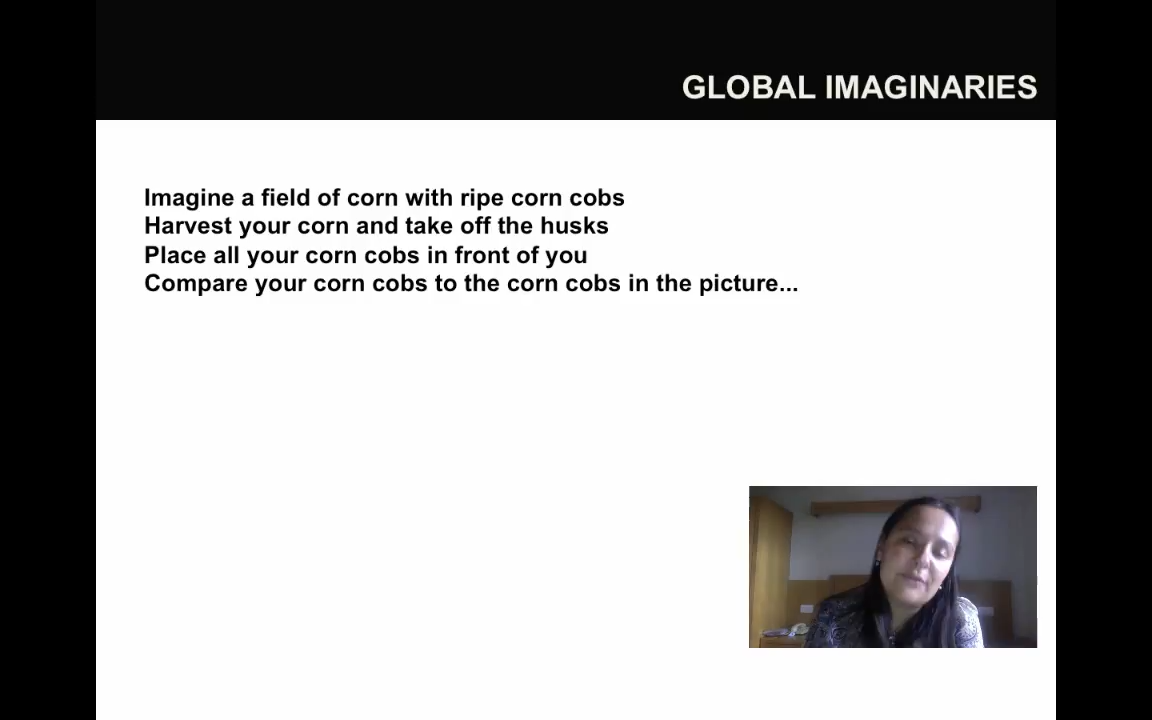 GLOBAL IMAGINARIES
Imagine a field of corn with ripe corn cobs
Harvest your corn and take off the husks
Place all your corn cobs in front of you
Compare your corn cobs to the corn cobs in the picture...